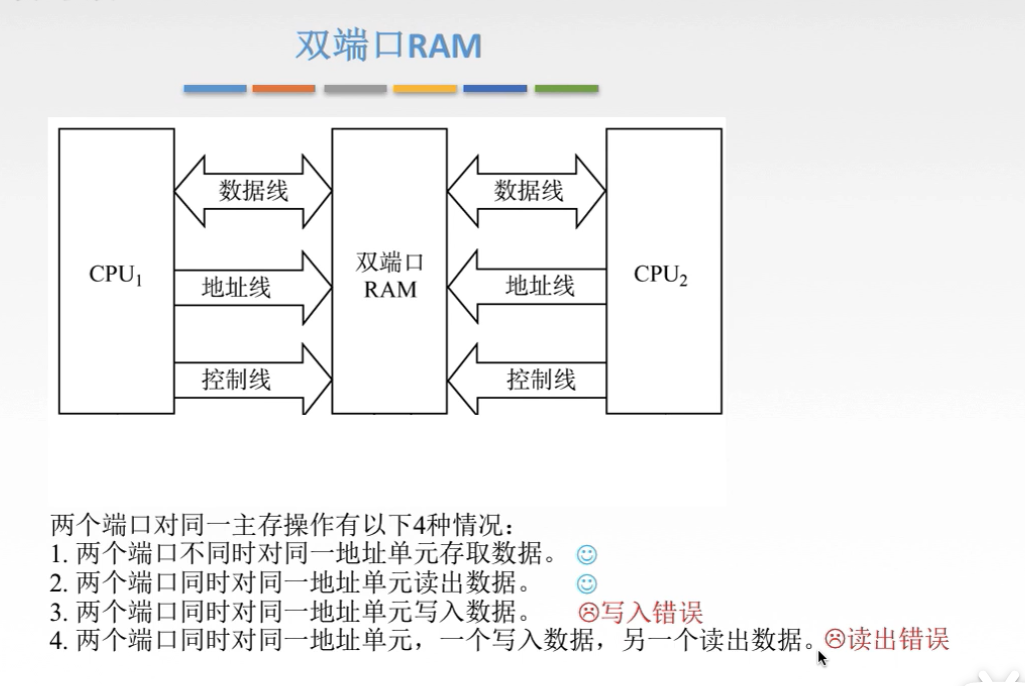 双端口RAM
数据线
数据线
CPU1
双端口
RAM
CPU2
地址线
地址线
控制线
控制线
两个端口对同一主存操作有以下4种情况：
1. 两个端口不同时对同一地址单元存取数据。
2. 两个端口同时对同一地址单元读出数据。
3. 两个端口同时对同一地址单元写入数据。 写入错误
4. 两个端口同时对同一地址单元，一个写入数据，另一个读出数据。读出错误